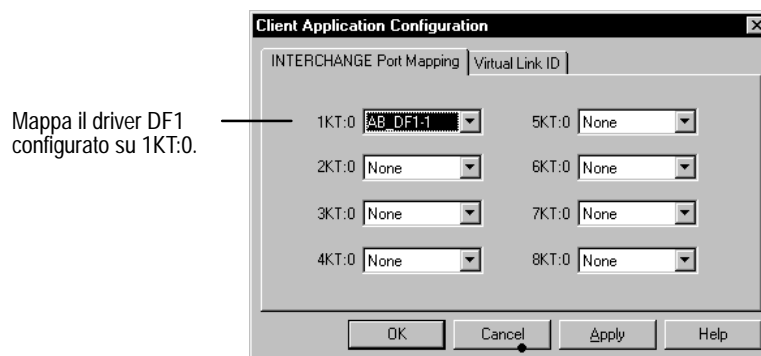 Client Application Configuration
INTERCHANGE Port Mapping
Virtual Link ID
Mappa il driver DF1
configurato su 1KT:0.
1KT:0 AB_DF1-1 5KT:0 None
2KT:0 None 6KT:0 None
3KT:0 None 7KT:0 None
4KT:0 None 8KT:0 None
OK Cancel Apply Help